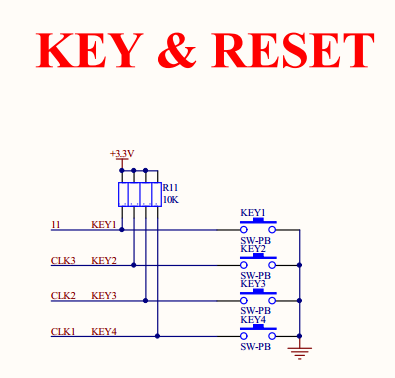 KEY & RESET
+3.3V
R11
10K
11 KEY1
KEY1
SW-PB
CLK3 KEY2
KEY2
SW-PB
CLK2 KEY3
KEY3
SW-PB
CLK1 KEY4
KEY4
SW-PB